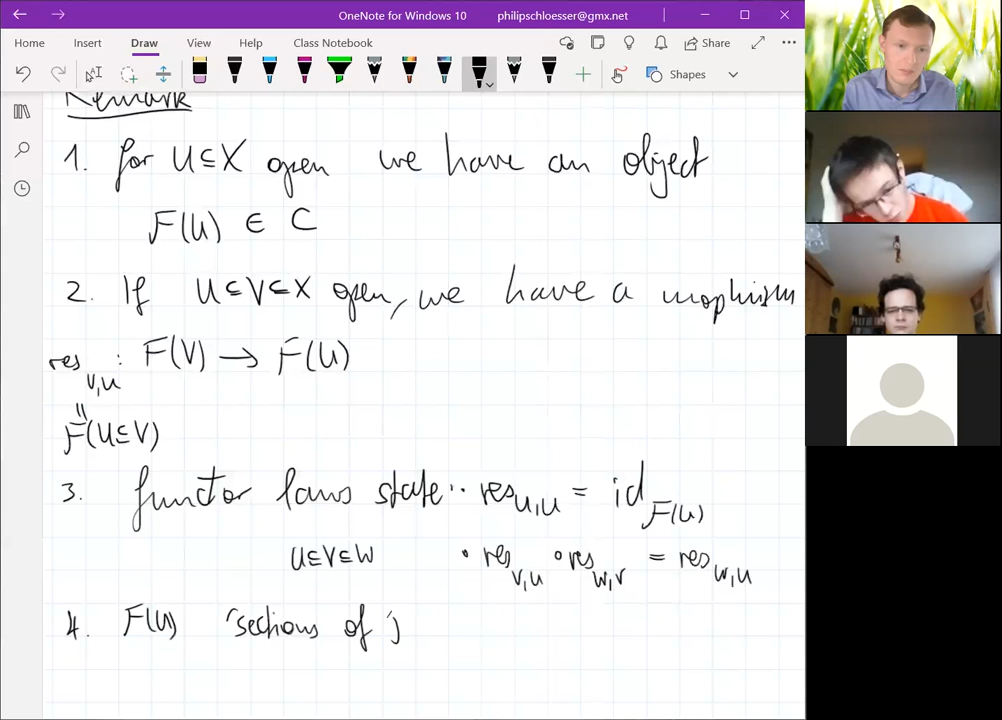 OneNote for Windows 10
philipschloesser@gmx.net
Home Insert Draw View Help Class Notebook Share
Shapes
Remark
1. for U⊆X open we have an object
F(U) ∈ C
2. If U⊆V⊆X open, we have a mophism
res_{V,U} : F(V) → F(U)
=
F(U⊆V)
3. functor laws state · res_{U,U} = id_{F(U)}
U⊆V⊆W · res_{V,U} ∘ res_{W,V} = res_{W,U}
4. F(U) "sections of